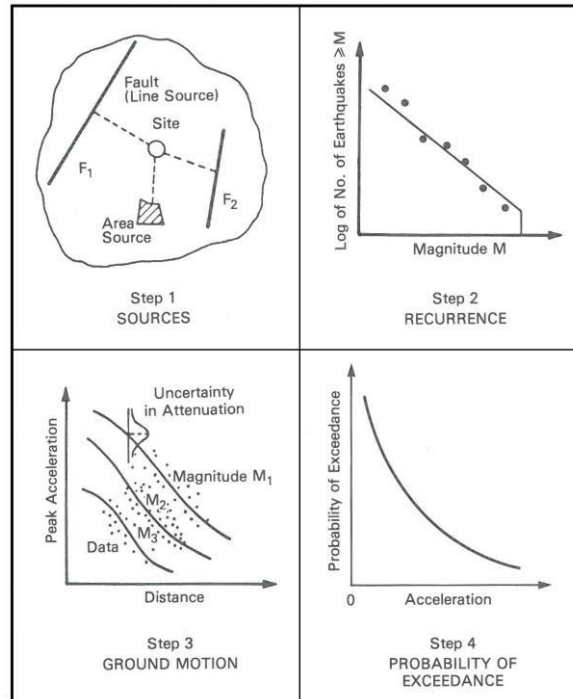 Fault
(Line Source)
Site
F1
F2
Area
Source
Step 1
SOURCES
Log of No. of Earthquakes ⩾ M
Magnitude M
Step 2
RECURRENCE
Peak Acceleration
Uncertainty
in Attenuation
Magnitude M1
M2
M3
Data
Distance
Step 3
GROUND MOTION
Probability of Exceedance
0
Acceleration
Step 4
PROBABILITY OF
EXCEEDANCE